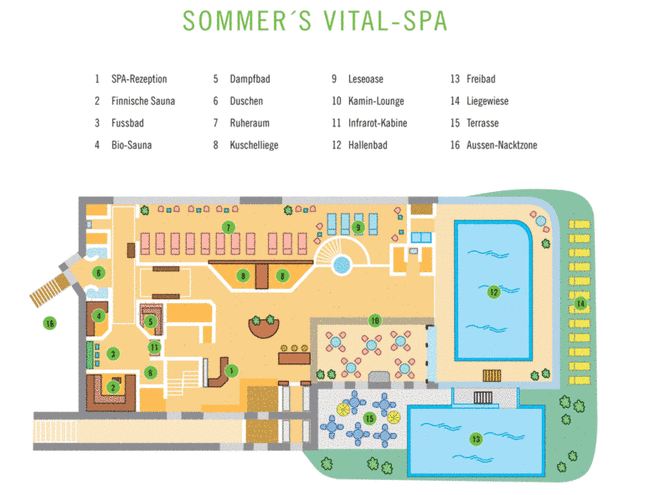 SOMMER´S VITAL-SPA
1 SPA-Rezeption
2 Finnische Sauna
3 Fussbad
4 Bio-Sauna
5 Dampfbad
6 Duschen
7 Ruheraum
8 Kuschelliege
9 Leseoase
10 Kamin-Lounge
11 Infrarot-Kabine
12 Hallenbad
13 Freibad
14 Liegewiese
15 Terrasse
16 Aussen-Nacktzone
7
9
6
8 8
12
14
4
5
16
10
3
11
6
1
2
15
13